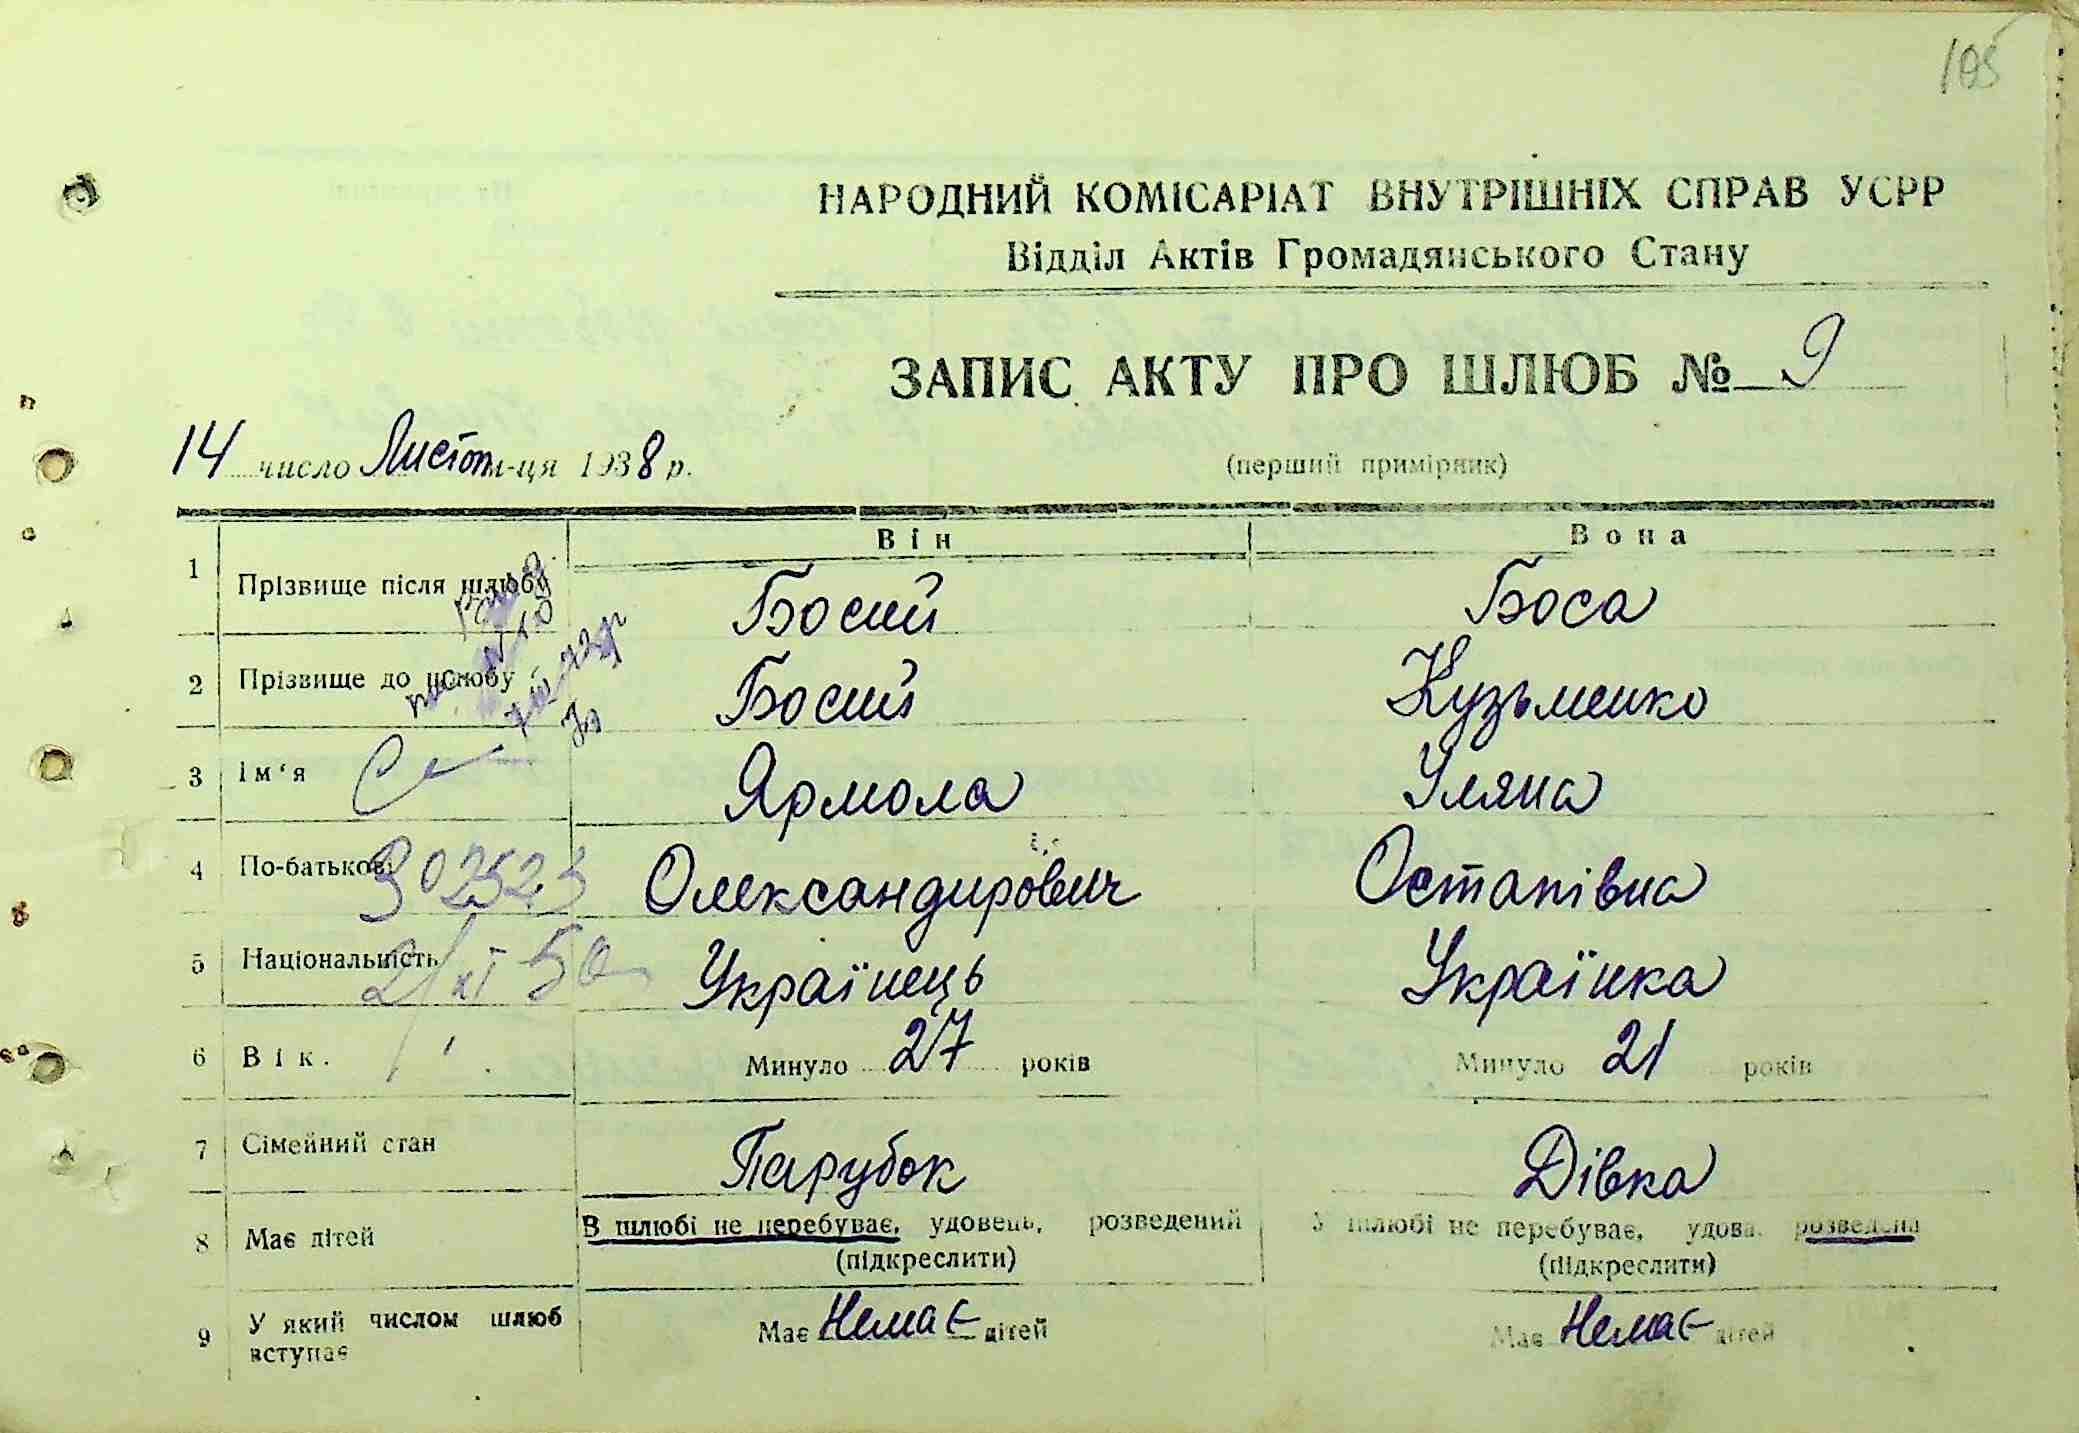 105
НАРОДНИЙ КОМІСАРІАТ ВНУТРІШНІХ СПРАВ УСРР
Відділ Актів Громадянського Стану
ЗАПИС АКТУ ПРО ШЛЮБ № 9
14 число Листоп м-ця 1938 р.
(перший примірник)
Він Вона
1 Прізвище після шлюбу Босий Боса
2 Прізвище до шлюбу Босий Кузьменко
3 Ім'я Ярмола Уляна
4 По-батькові 302523 Олександирович Остапівна
5 Національність 2/XI 50 Українець Українка
6 Вік. Минуло 27 років Минуло 21 років
7 Сімейний стан Парубок Дівка
В шлюбі не перебуває, удовець, розведений У шлюбі не перебуває, удова, розведена
8 Має дітей (підкреслити) (підкреслити)
9 У який числом шлюб вступає Має Немає дітей Має Немає дітей